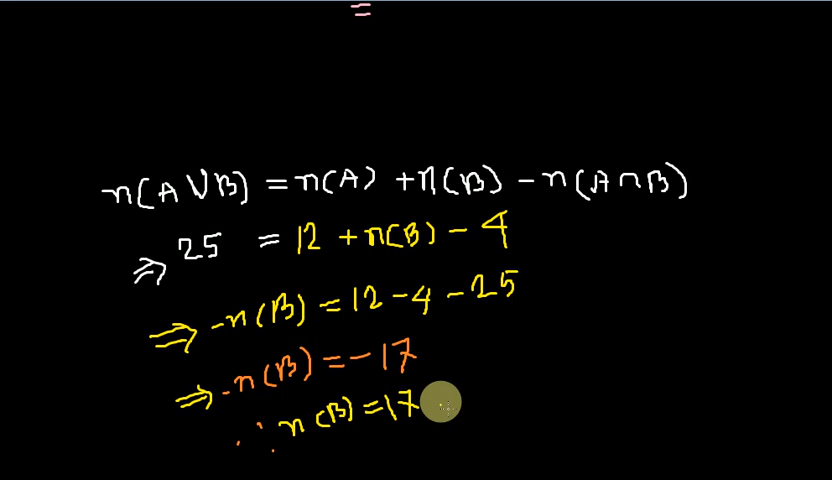 =
n(A∪B) = n(A) + n(B) - n(A∩B)
⇒ 25 = 12 + n(B) - 4
⇒ -n(B) = 12 - 4 - 25
⇒ -n(B) = -17
∴ n(B) = 17